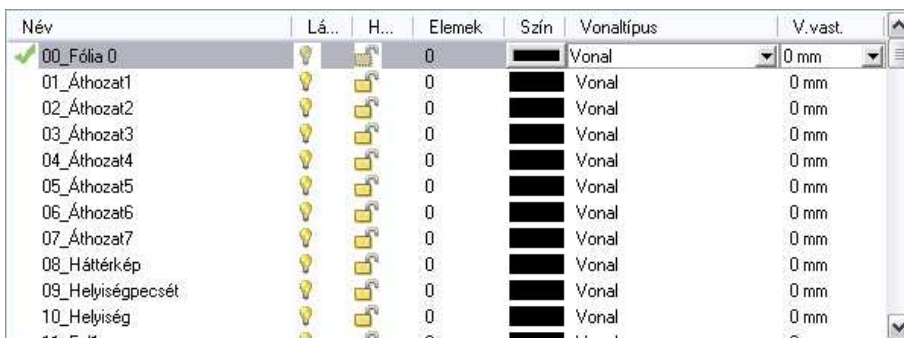 Név Lá... H... Elemek Szín Vonaltípus V.vast.
00_Fólia 0 0 Vonal 0 mm
01_Áthozat1 0 Vonal 0 mm
02_Áthozat2 0 Vonal 0 mm
03_Áthozat3 0 Vonal 0 mm
04_Áthozat4 0 Vonal 0 mm
05_Áthozat5 0 Vonal 0 mm
06_Áthozat6 0 Vonal 0 mm
07_Áthozat7 0 Vonal 0 mm
08_Háttérkép 0 Vonal 0 mm
09_Helyiségpecsét 0 Vonal 0 mm
10_Helyiség 0 Vonal 0 mm